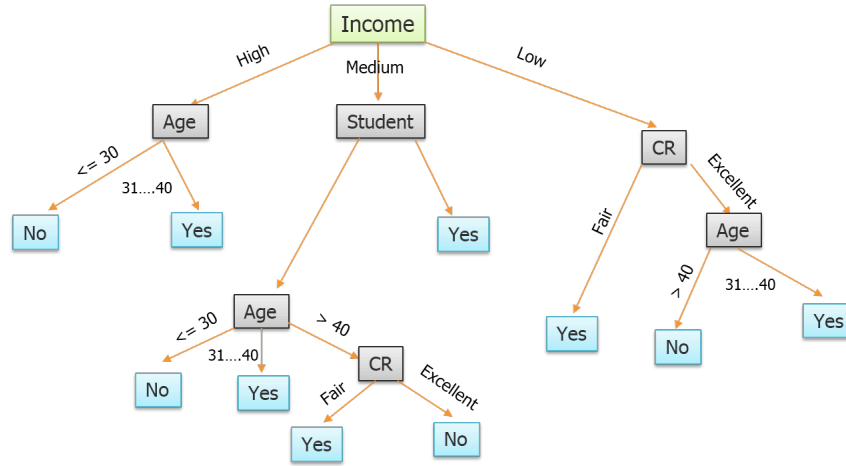 Income
High
Medium
Low
Age
Student
CR
<= 30
31....40
Excellent
Fair
No
Yes
Yes
Age
> 40
31....40
Yes
No
Yes
Age
<= 30
31....40
> 40
CR
No
Yes
Fair
Excellent
Yes
No